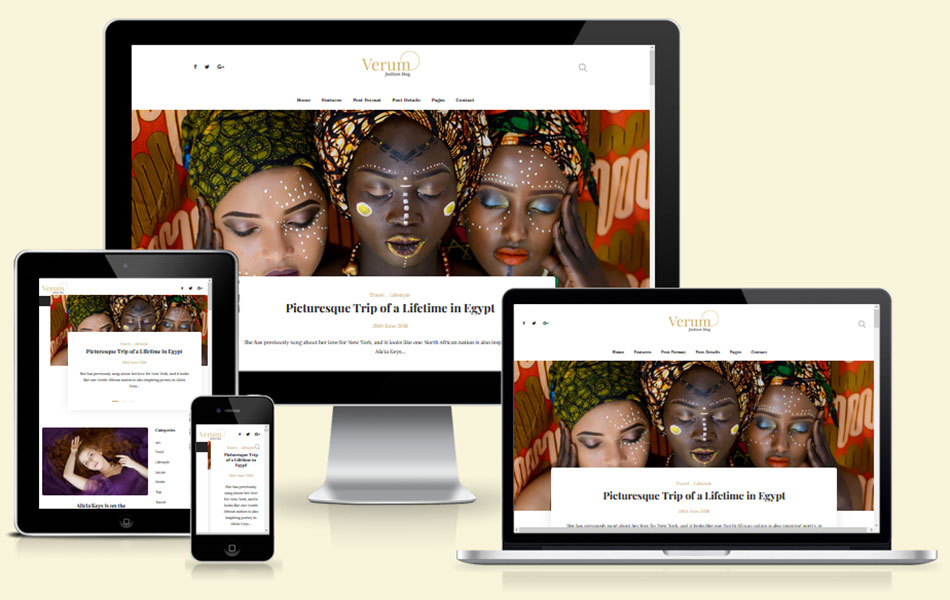 Verum
fashion blog
Home Features Post Format Post Details Pages Contact
Travel , Lifestyle
Picturesque Trip of a Lifetime in Egypt
28th June 2018
She has previously sung about her love for New York, and it looks like one North African nation is also
Alicia Keys...
Verum
Travel , Lifestyle
Picturesque Trip of a Lifetime in Egypt
28th June 2018
She has previously sung about her love for New York, and it looks
like one North African nation is also inspiring poetry in Alicia
Keys...
Categories
Art
Food
Lifestyle
Travel
Alicia Keys Is on the
Verum
Travel , Lifestyle
Picturesque Trip
of a Lifetime in
Egypt
28th June 2018
She has previously
sung about her love
for New York, and it
looks like one North
African nation is also
inspiring poetry in
Alicia Keys...
Verum
fashion blog
Home Features Post Format Post Details Pages Contact
Travel , Lifestyle
Picturesque Trip of a Lifetime in Egypt
28th June 2018
She has previously sung about her love for New York, and it looks like one North African nation is also inspiring poetry in